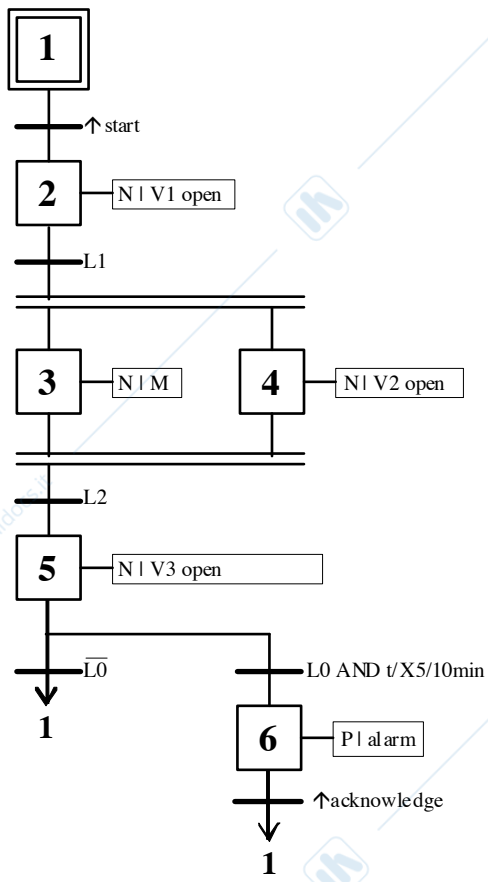 1
↑ start
2
N | V1 open
L1
3
N | M
4
N | V2 open
L2
5
N | V3 open
L̅0̅
L0 AND t/X5/10min
1
6
P | alarm
↑acknowledge
1